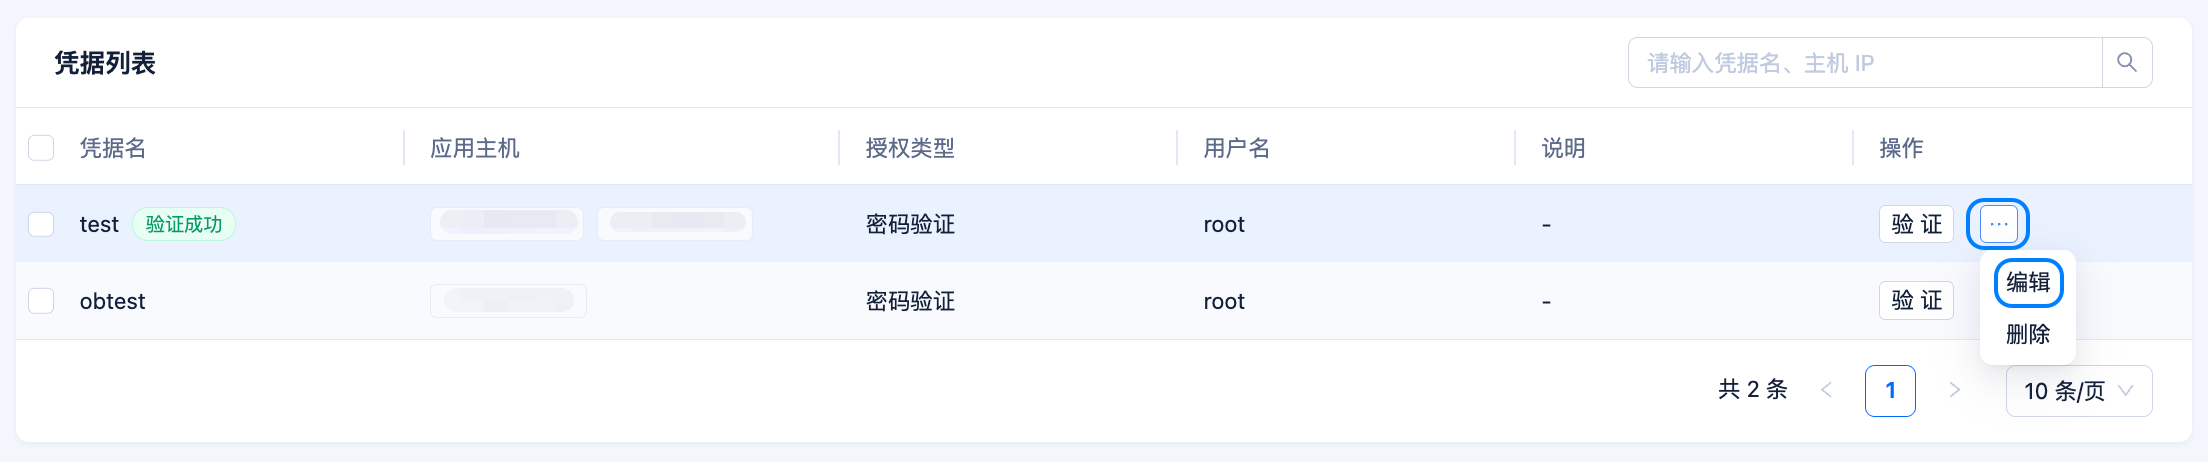 凭据列表
请输入凭据名、主机 IP
凭据名 应用主机 授权类型 用户名 说明 操作
test 验证成功 密码验证 root - 验 证 ···
编辑
obtest 密码验证 root - 验 证
删除
共 2 条 < 1 > 10 条/页